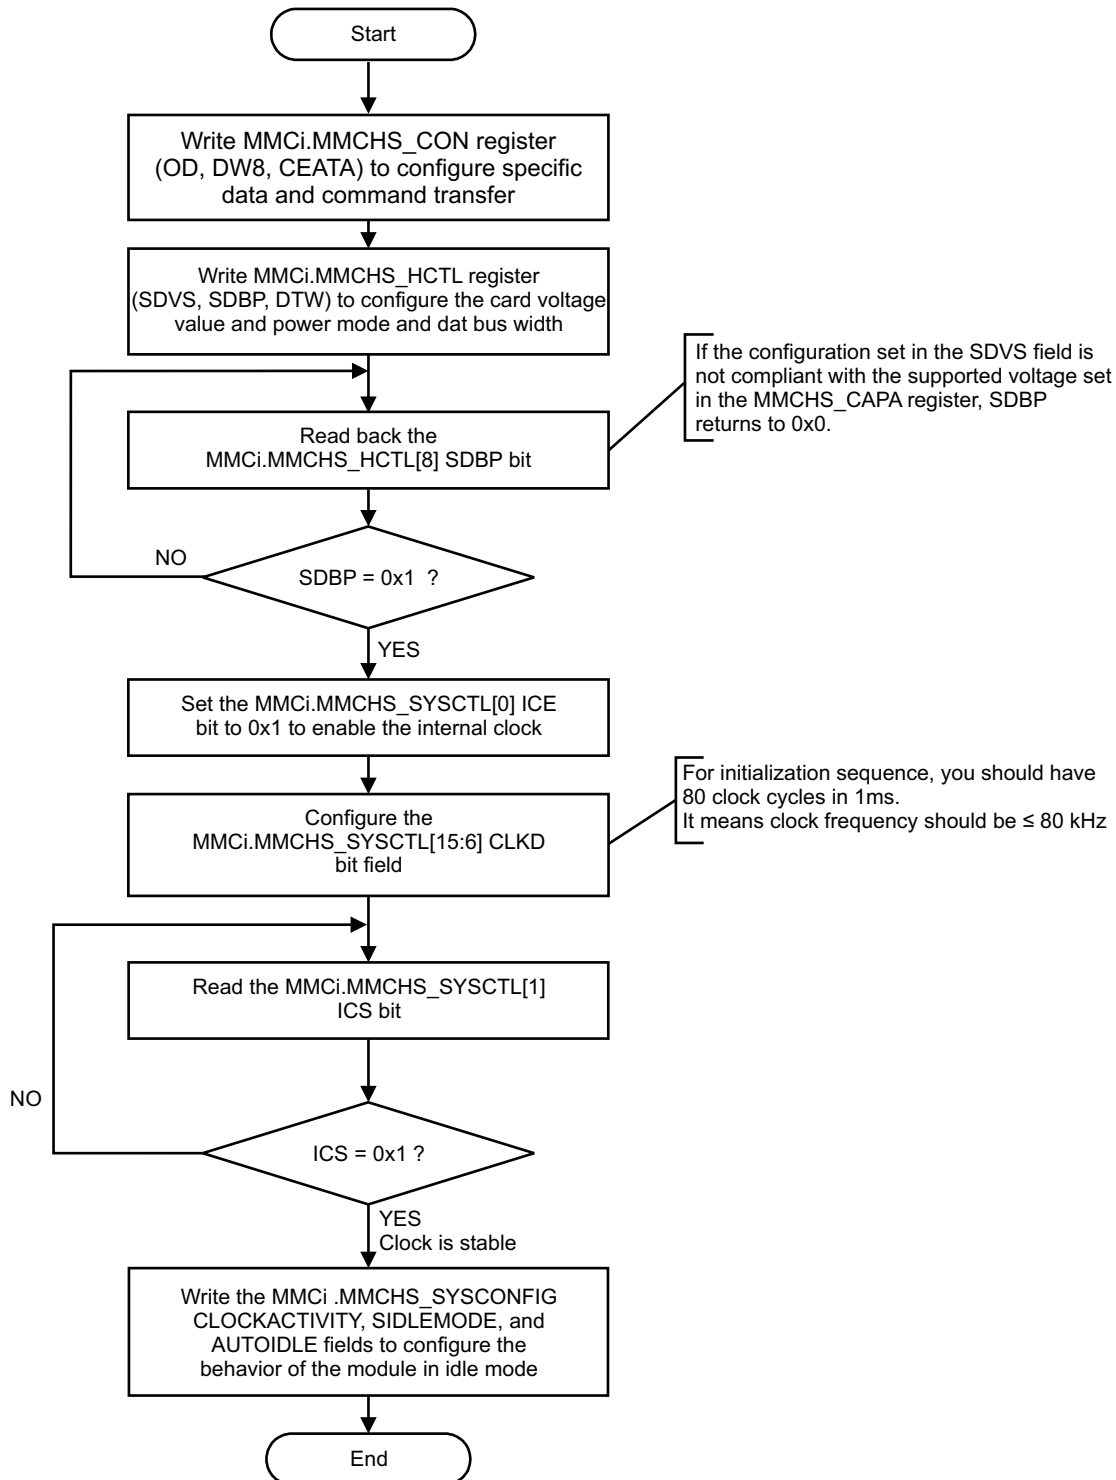 Start
Write MMCi.MMCHS_CON register
(OD, DW8, CEATA) to configure specific
data and command transfer
Write MMCi.MMCHS_HCTL register
(SDVS, SDBP, DTW) to configure the card voltage
value and power mode and dat bus width
If the configuration set in the SDVS field is
not compliant with the supported voltage set
in the MMCHS_CAPA register, SDBP
returns to 0x0.
Read back the
MMCi.MMCHS_HCTL[8] SDBP bit
NO
SDBP = 0x1 ?
YES
Set the MMCi.MMCHS_SYSCTL[0] ICE
bit to 0x1 to enable the internal clock
For initialization sequence, you should have
80 clock cycles in 1ms.
It means clock frequency should be ≤ 80 kHz
Configure the
MMCi.MMCHS_SYSCTL[15:6] CLKD
bit field
Read the MMCi.MMCHS_SYSCTL[1]
ICS bit
NO
ICS = 0x1 ?
YES
Clock is stable
Write the MMCi .MMCHS_SYSCONFIG
CLOCKACTIVITY, SIDLEMODE, and
AUTOIDLE fields to configure the
behavior of the module in idle mode
End